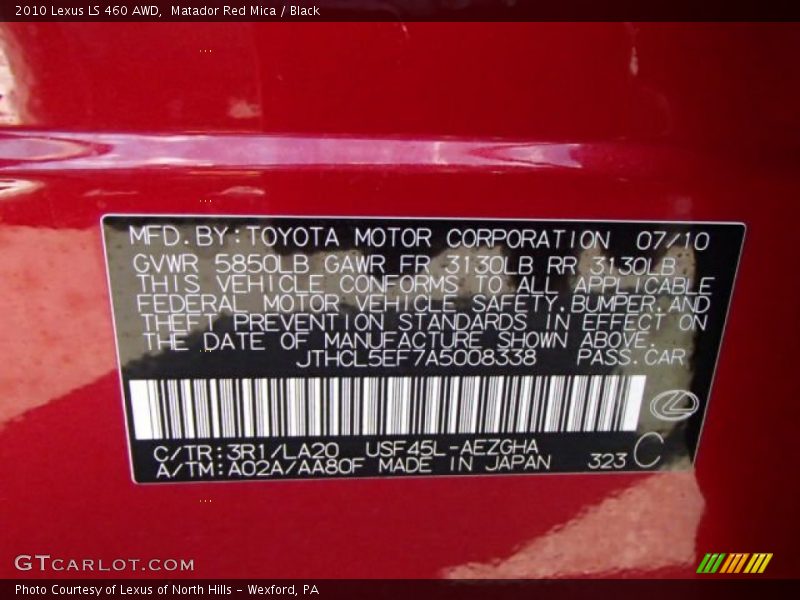 2010 Lexus LS 460 AWD,  Matador Red Mica / Black
MFD. BY: TOYOTA MOTOR CORPORATION 07/10
GVWR 5850LB GAWR FR 3130LB RR 3130LB
THIS VEHICLE CONFORMS TO ALL APPLICABLE
FEDERAL MOTOR VEHICLE SAFETY, BUMPER, AND
THEFT PREVENTION STANDARDS IN EFFECT ON
THE DATE OF MANUFACTURE SHOWN ABOVE.
JTHCL5EF7A5008338 PASS. CAR
C/TR: 3R1/LA20 USF45L-AEZGHA
A/TM: A02A/AA80F MADE IN JAPAN 323 C
GTCARLOT.COM
Photo Courtesy of Lexus of North Hills - Wexford, PA